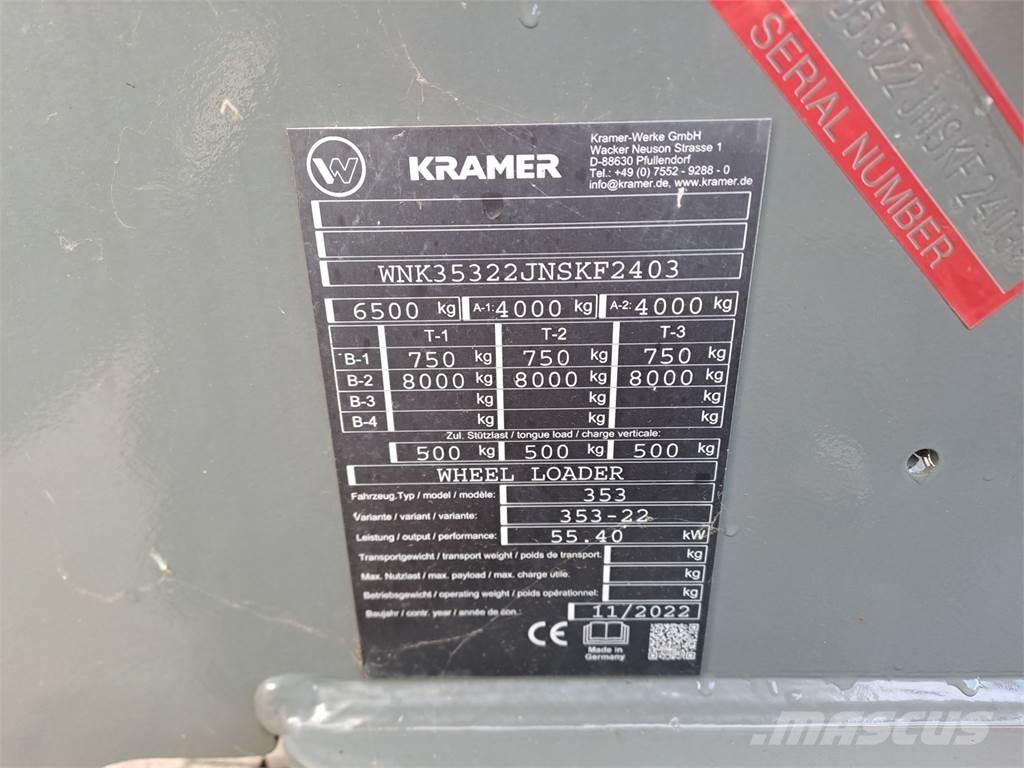 KRAMER
Kramer-Werke GmbH
Wacker Neuson Strasse 1
D-88630 Pfullendorf
Tel.: +49 (0) 7552 - 9288 - 0
info@kramer.de, www.kramer.de
WNK35322JNSKF2403
6500 kg A-1: 4000 kg A-2: 4000 kg
T-1 T-2 T-3
B-1 750 kg 750 kg 750 kg
B-2 8000 kg 8000 kg 8000 kg
B-3 kg kg kg
B-4 kg kg kg
Zul. Stützlast / tongue load / charge verticale:
500 kg 500 kg 500 kg
WHEEL LOADER
Fahrzeug.Typ / model / modèle: 353
Variante / variant / variante: 353-22
Leistung / output / performance: 55.40 kW
Transportgewicht / transport weight / poids de transport: kg
Max. Nutzlast / max. payload / max. charge utile: kg
Betriebsgewicht / operating weight / poids opérationnel: kg
Baujahr / contr. year / année de con.: 11/2022
CE
Made in
Germany
5322JNSKF240
SERIAL NUMBER
MASCUS